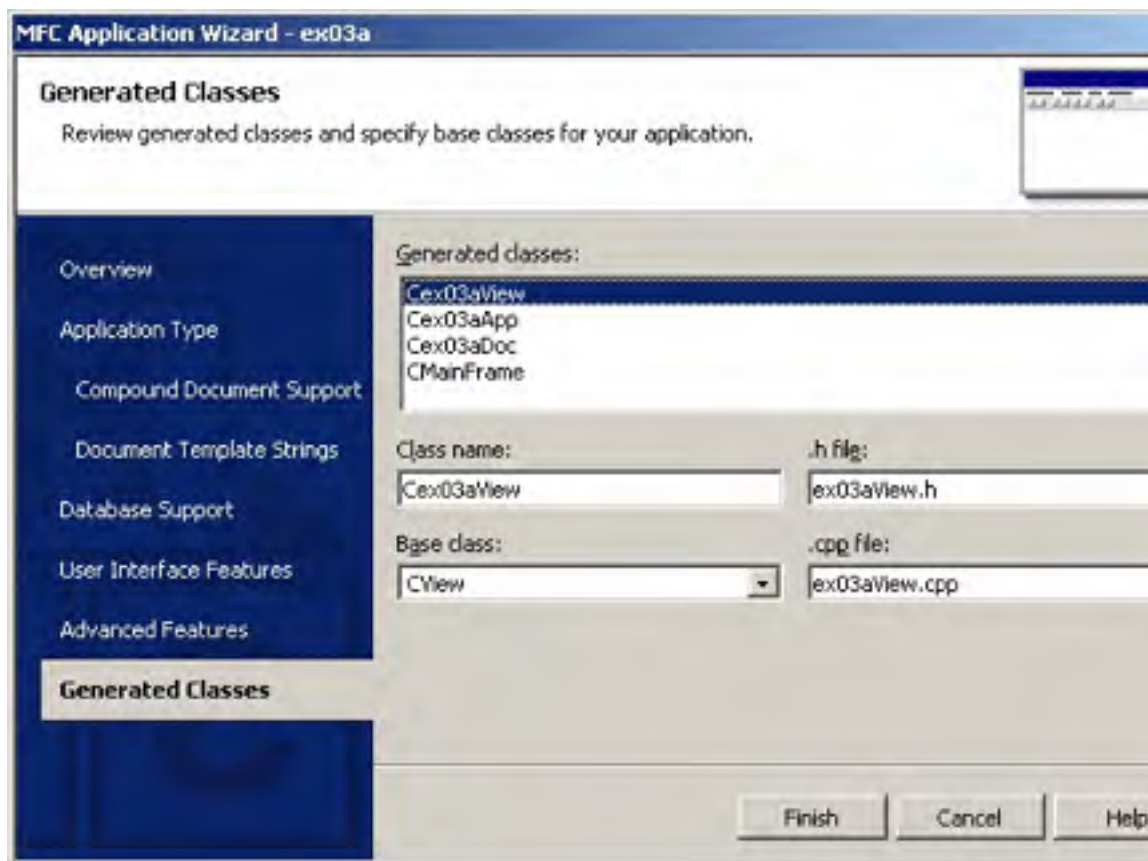 MFC Application Wizard - ex03a
Generated Classes
Review generated classes and specify base classes for your application.
Overview
Application Type
Compound Document Support
Document Template Strings
Database Support
User Interface Features
Advanced Features
Generated Classes
Generated classes:
Cex03aView
Cex03aApp
Cex03aDoc
CMainFrame
Class name:
.h file:
Cex03aView
ex03aView.h
Base class:
.cpp file:
CView
ex03aView.cpp
Finish
Cancel
Help